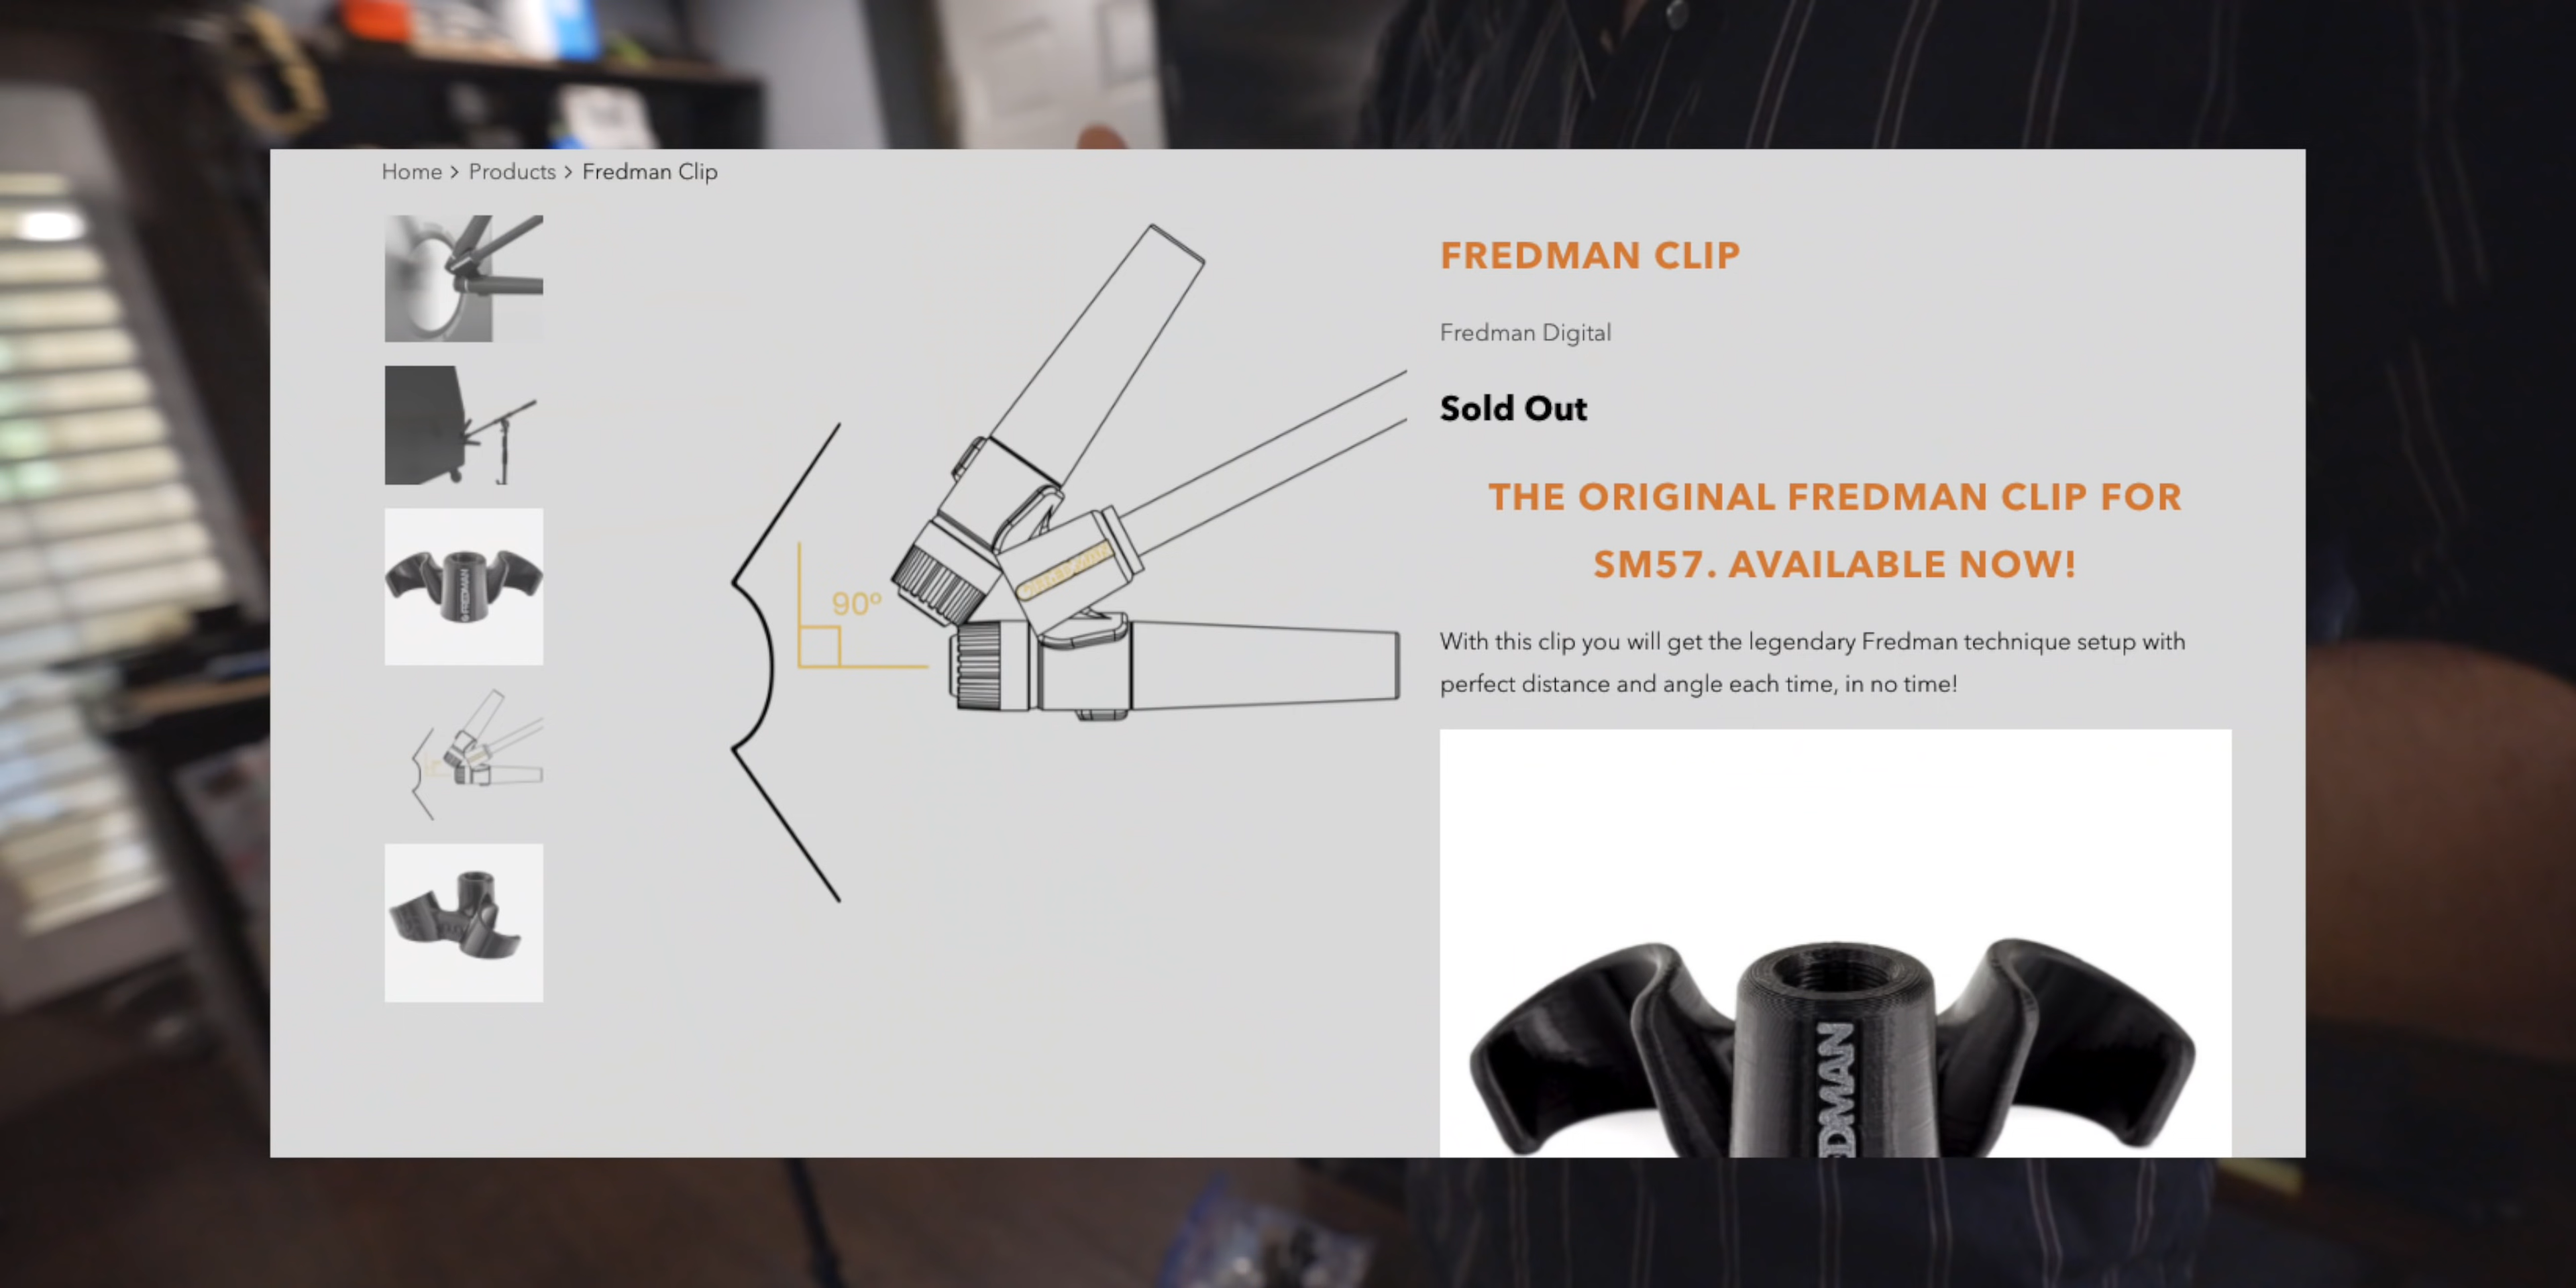 Home > Products > Fredman Clip
FREDMAN CLIP
Fredman Digital
Sold Out
THE ORIGINAL FREDMAN CLIP FOR
SM57. AVAILABLE NOW!
With this clip you will get the legendary Fredman technique setup with
perfect distance and angle each time, in no time!
90º
FREDMAN
DMAN